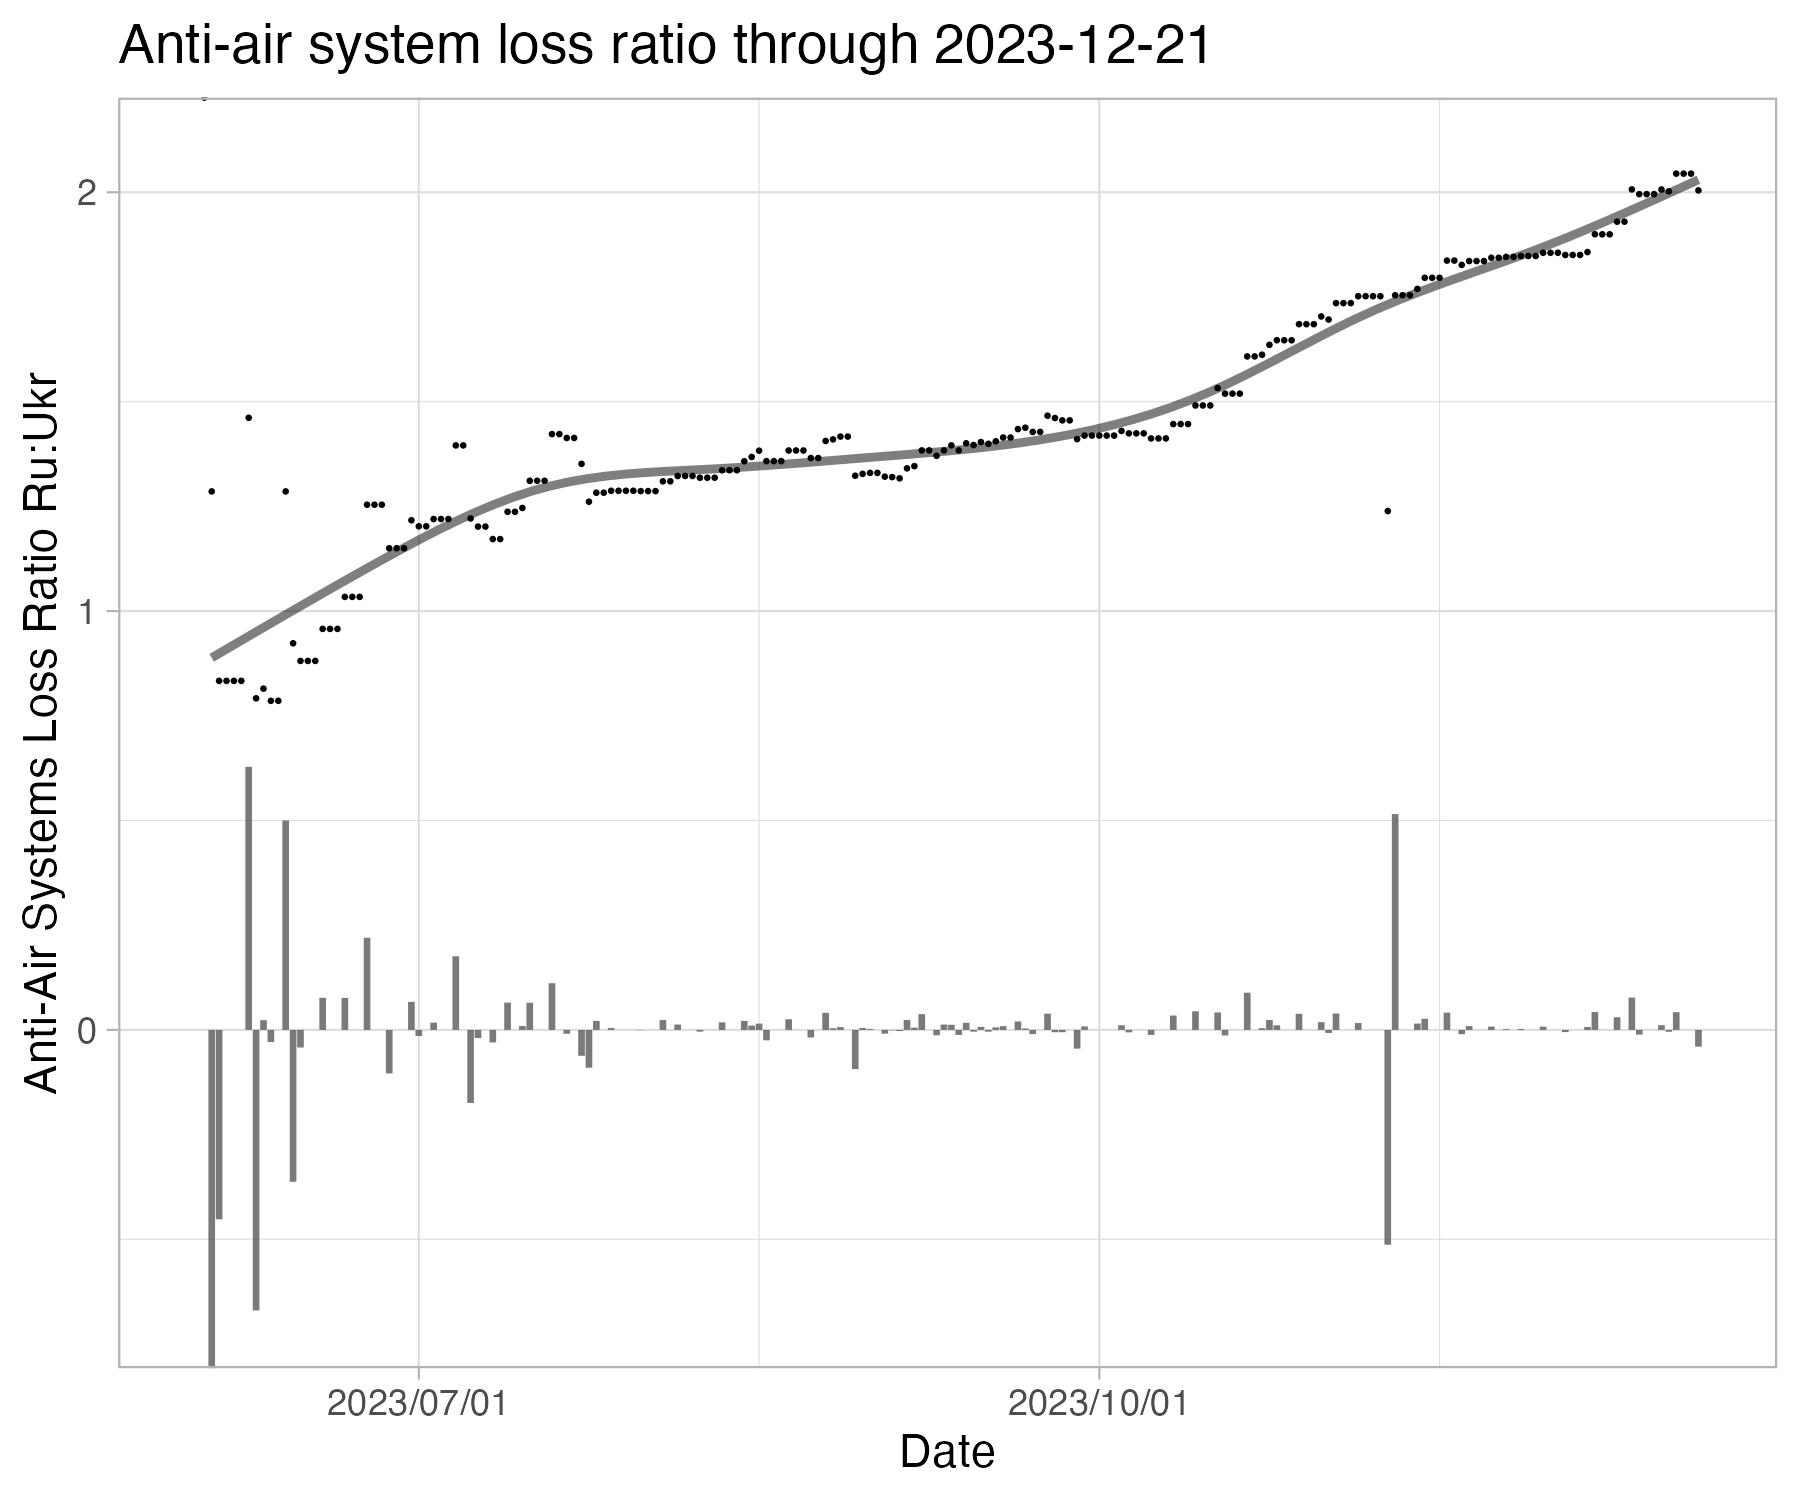 Anti-air system loss ratio through 2023-12-21
Anti-Air Systems Loss Ratio Ru:Ukr
2
1
0
2023/07/01
2023/10/01
Date